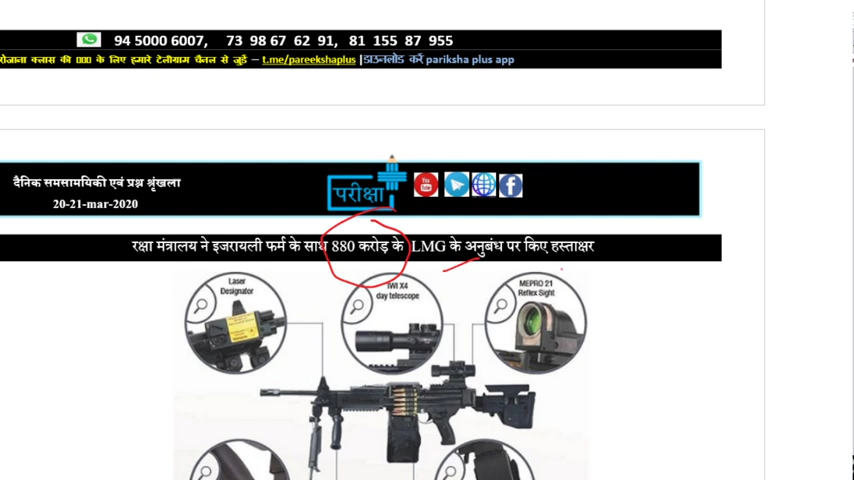 94 5000 6007, 73 98 67 62 91, 81 155 87 955
रोजाना क्लास की ▯▯▯ के लिए हमारे टेलीग्राम चैनल से जुड़ें – t.me/pareekshaplus | डाउनलोड करें pariksha plus app
दैनिक समसामयिकी एवं प्रश्न श्रृंखला
20-21-mar-2020
परीक्षा
You
Tube
रक्षा मंत्रालय ने इजरायली फर्म के साथ 880 करोड़ के LMG के अनुबंध पर किए हस्ताक्षर
Laser
Designator
IWI X4
day telescope
MEPRO 21
Reflex Sight